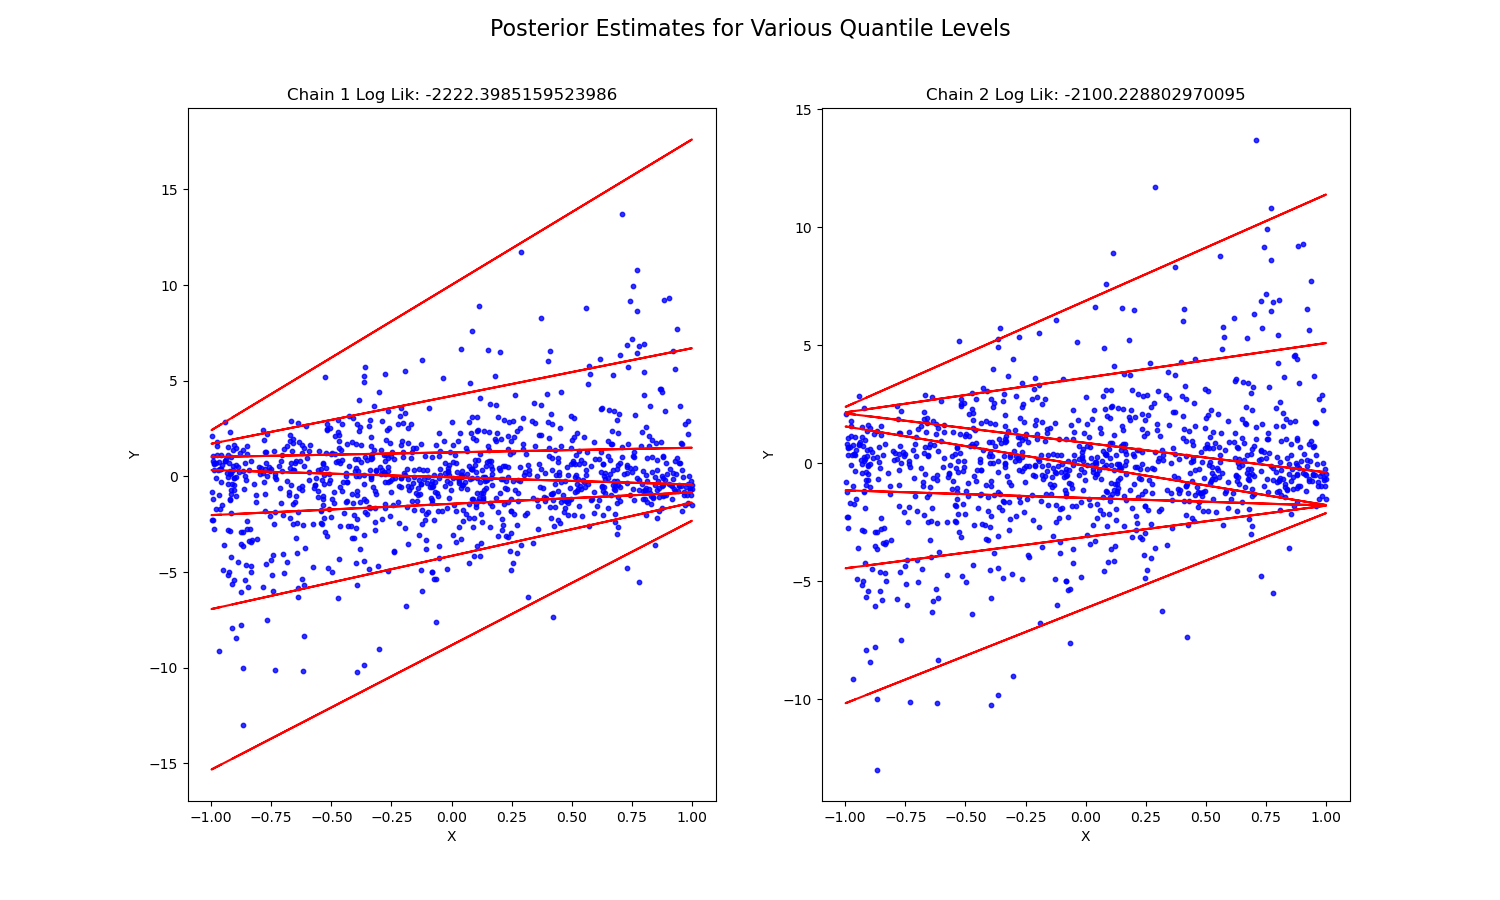 Posterior Estimates for Various Quantile Levels
Chain 1 Log Lik: -2222.3985159523986
15
10
5
0
−5
−10
−15
Y
−1.00 −0.75 −0.50 −0.25 0.00 0.25 0.50 0.75 1.00
X
Chain 2 Log Lik: -2100.228802970095
15
10
5
0
−5
−10
Y
−1.00 −0.75 −0.50 −0.25 0.00 0.25 0.50 0.75 1.00
X